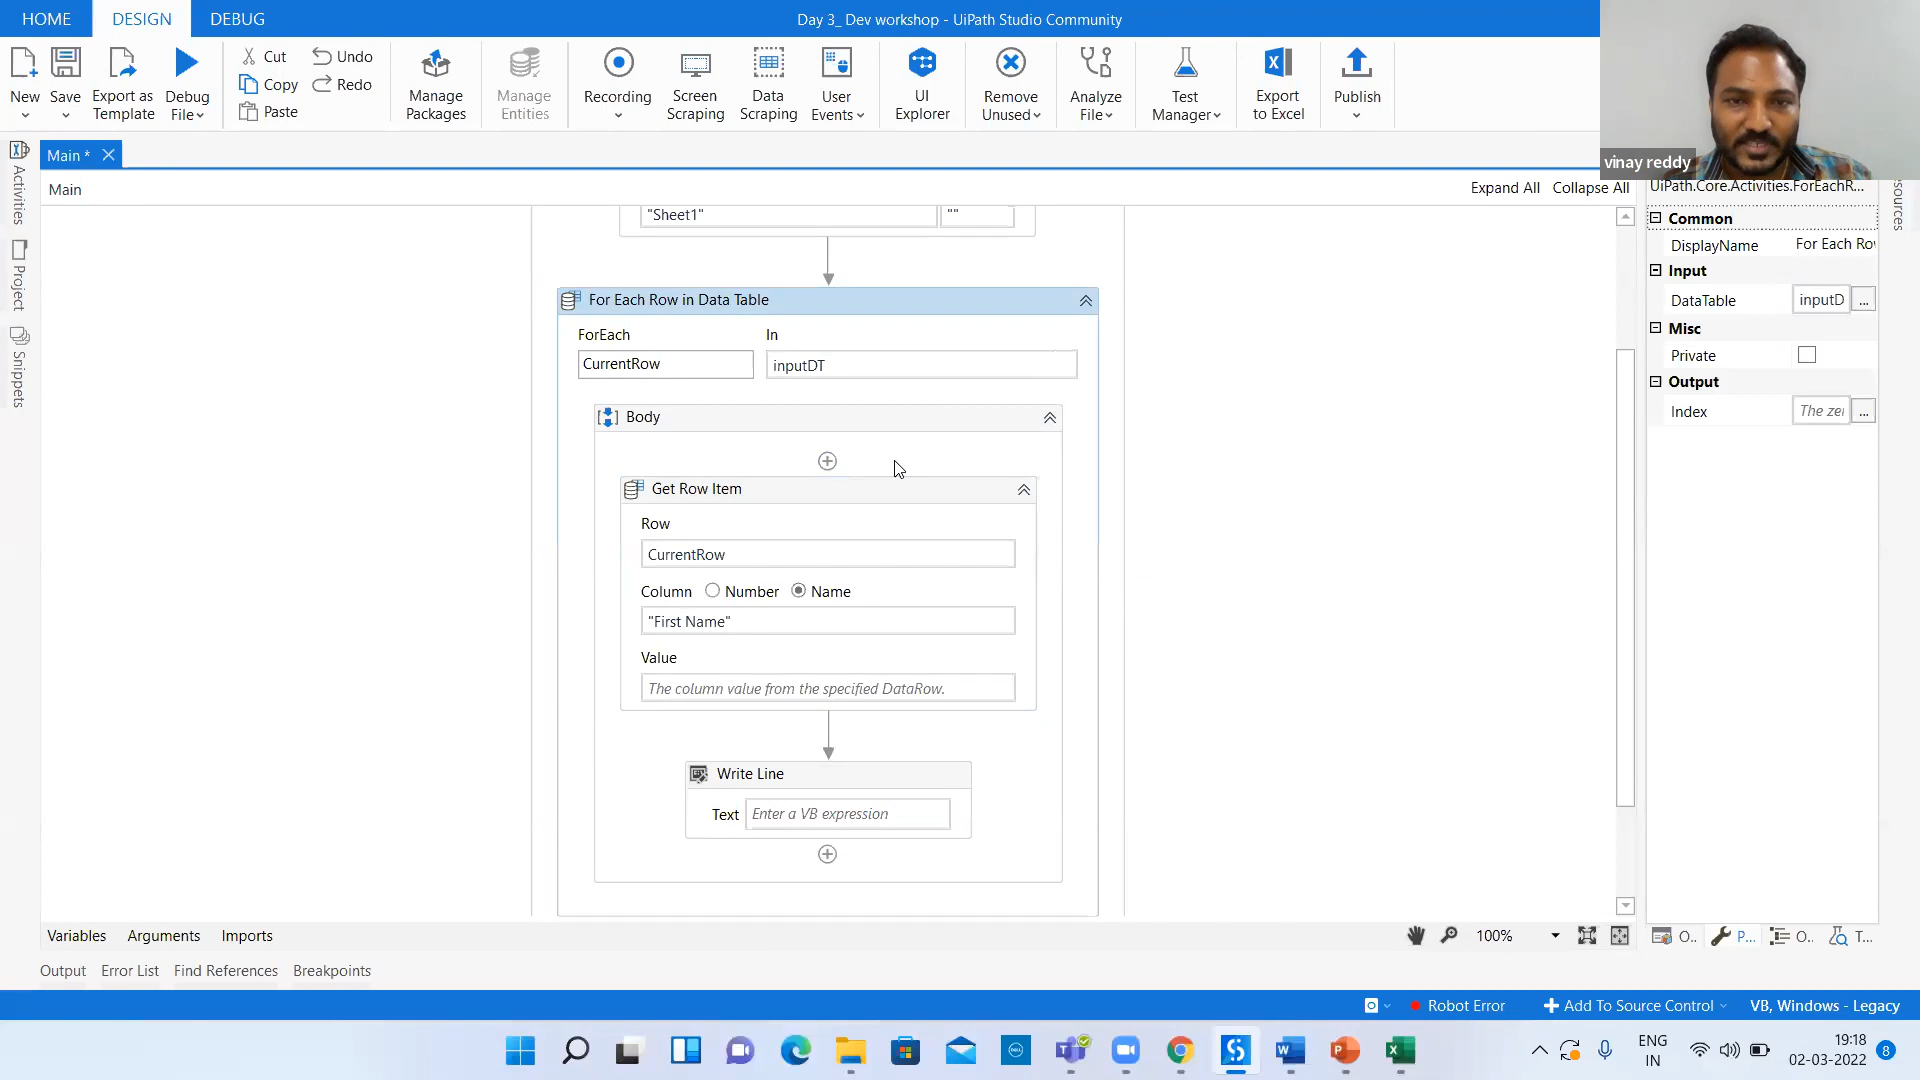 HOME DESIGN DEBUG
Day 3_ Dev workshop - UiPath Studio Community
New Save Export as Template Debug File
Cut Copy Paste Undo Redo
Manage Packages Manage Entities
Recording Screen Scraping Data Scraping User Events
UI Explorer Remove Unused Analyze File Test Manager Export to Excel Publish
vinay reddy
Main *
Main
Expand All Collapse All
Activities
Project
Snippets
"Sheet1" ""
For Each Row in Data Table
ForEach In
CurrentRow inputDT
Body
Get Row Item
Row
CurrentRow
Column Number Name
"First Name"
Value
The column value from the specified DataRow.
Write Line
Text Enter a VB expression
UiPath.Core.Activities.ForEachR...
Common
DisplayName For Each Ro
Input
DataTable inputD ...
Misc
Private
Output
Index The ze ...
Variables Arguments Imports
100%
O.. P... O.. T...
Output Error List Find References Breakpoints
Robot Error Add To Source Control VB, Windows - Legacy
ENG
IN
19:18
02-03-2022
8